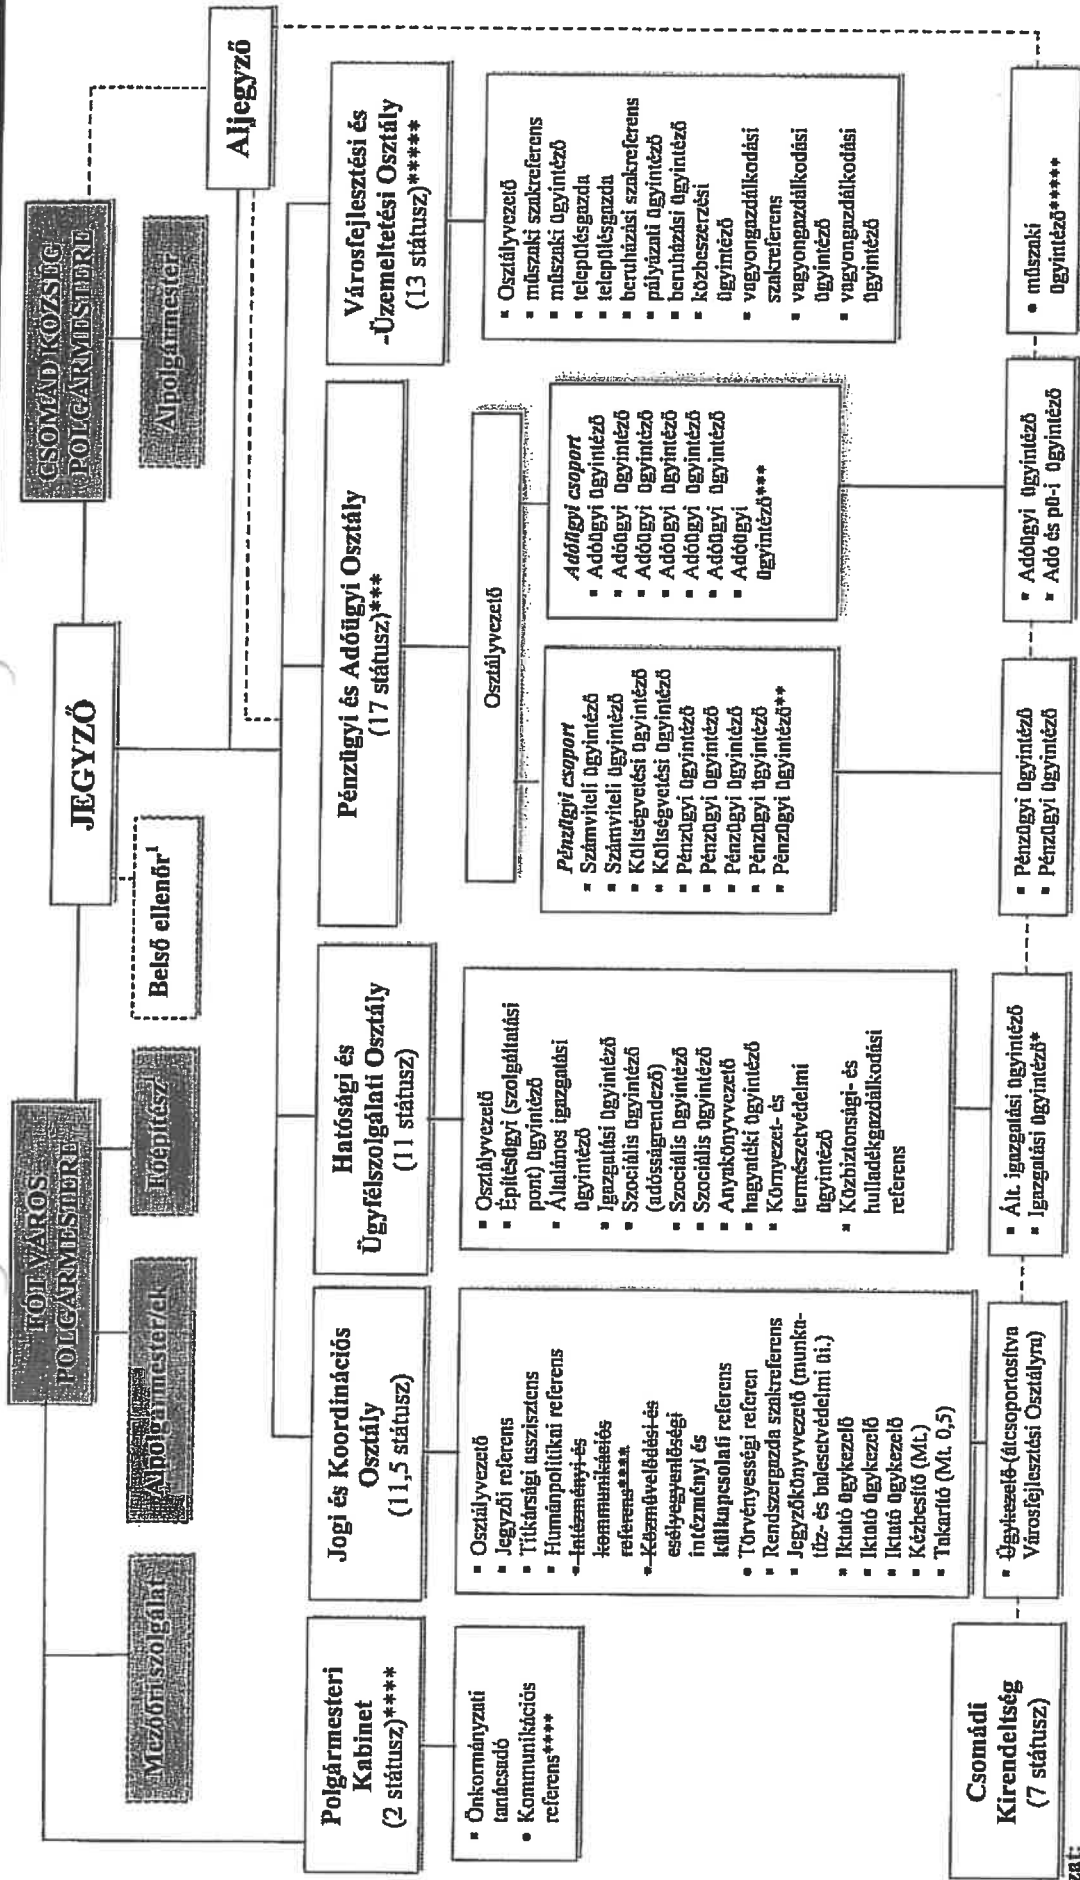 FÓT VÁROS
POLGÁRMESTERE
JEGYZŐ
CSOMÁD KÖZSÉG
POLGÁRMESTERE
Mezőőri szolgálat
Alpolgármester/ek
Főépítész
Belső ellenőr¹
Alpolgármester
Aljegyző
Polgármesteri
Kabinet
(2 státusz)****
Önkormányzati
tanácsadó
Kommunikációs
referens****
Jogi és Koordinációs
Osztály
(11,5 státusz)
Osztályvezető
Jegyzői referens
Titkársági asszisztens
Humánpolitikai referens
Intézményi és
kommunikációs
referens****
Közművelődési és
esélyegyenlőségi
intézményi és
külkapcsolati referens
Törvényességi referen
Rendszergazda szakreferens
Jegyzőkönyvvezető (munka-
tűz- és balesetvédelmi üi.)
Iktató ügykezelő
Iktató ügykezelő
Iktató ügykezelő
Kézbesítő (Mt.)
Takarító (Mt. 0,5)
Hatósági és
Ügyfélszolgálati Osztály
(11 státusz)
Osztályvezető
Építésügyi (szolgáltatási
pont) ügyintéző
Általános igazgatási
ügyintéző
Igazgatási ügyintéző
Szociális ügyintéző
(adósságrendező)
Szociális ügyintéző
Szociális ügyintéző
Anyakönyvvezető
hagyatéki ügyintéző
Környezet- és
természetvédelmi
ügyintéző
Közbiztonsági- és
hulladékgazdálkodási
referens
Pénzügyi és Adóügyi Osztály
(17 státusz)***
Osztályvezető
Pénzügyi csoport
Számviteli ügyintéző
Számviteli ügyintéző
Költségvetési ügyintéző
Költségvetési ügyintéző
Pénzügyi ügyintéző
Pénzügyi ügyintéző
Pénzügyi ügyintéző
Pénzügyi ügyintéző
Pénzügyi ügyintéző**
Adóügyi csoport
Adóügyi ügyintéző
Adóügyi ügyintéző
Adóügyi ügyintéző
Adóügyi ügyintéző
Adóügyi ügyintéző
Adóügyi ügyintéző
Adóügyi
ügyintéző***
Városfejlesztési és
-Üzemeltetési Osztály
(13 státusz)*****
Osztályvezető
műszaki szakreferens
műszaki ügyintéző
településgazda
településgazda
beruházási szakreferens
pályázati ügyintéző
beruházási ügyintéző
közbeszerzési
ügyintéző
vagyongazdálkodási
szakreferens
vagyongazdálkodási
ügyintéző
vagyongazdálkodási
ügyintéző
Csomádi
Kirendeltség
(7 státusz)
Ügykezelő (átcsoportosítva
Városfejlesztési Osztályra)
Ált. igazgatási ügyintéző
Igazgatási ügyintéző*
Pénzügyi ügyintéző
Pénzügyi ügyintéző
Adóügyi ügyintéző
Adó és pü-i ügyintéző
műszaki
ügyintéző*****